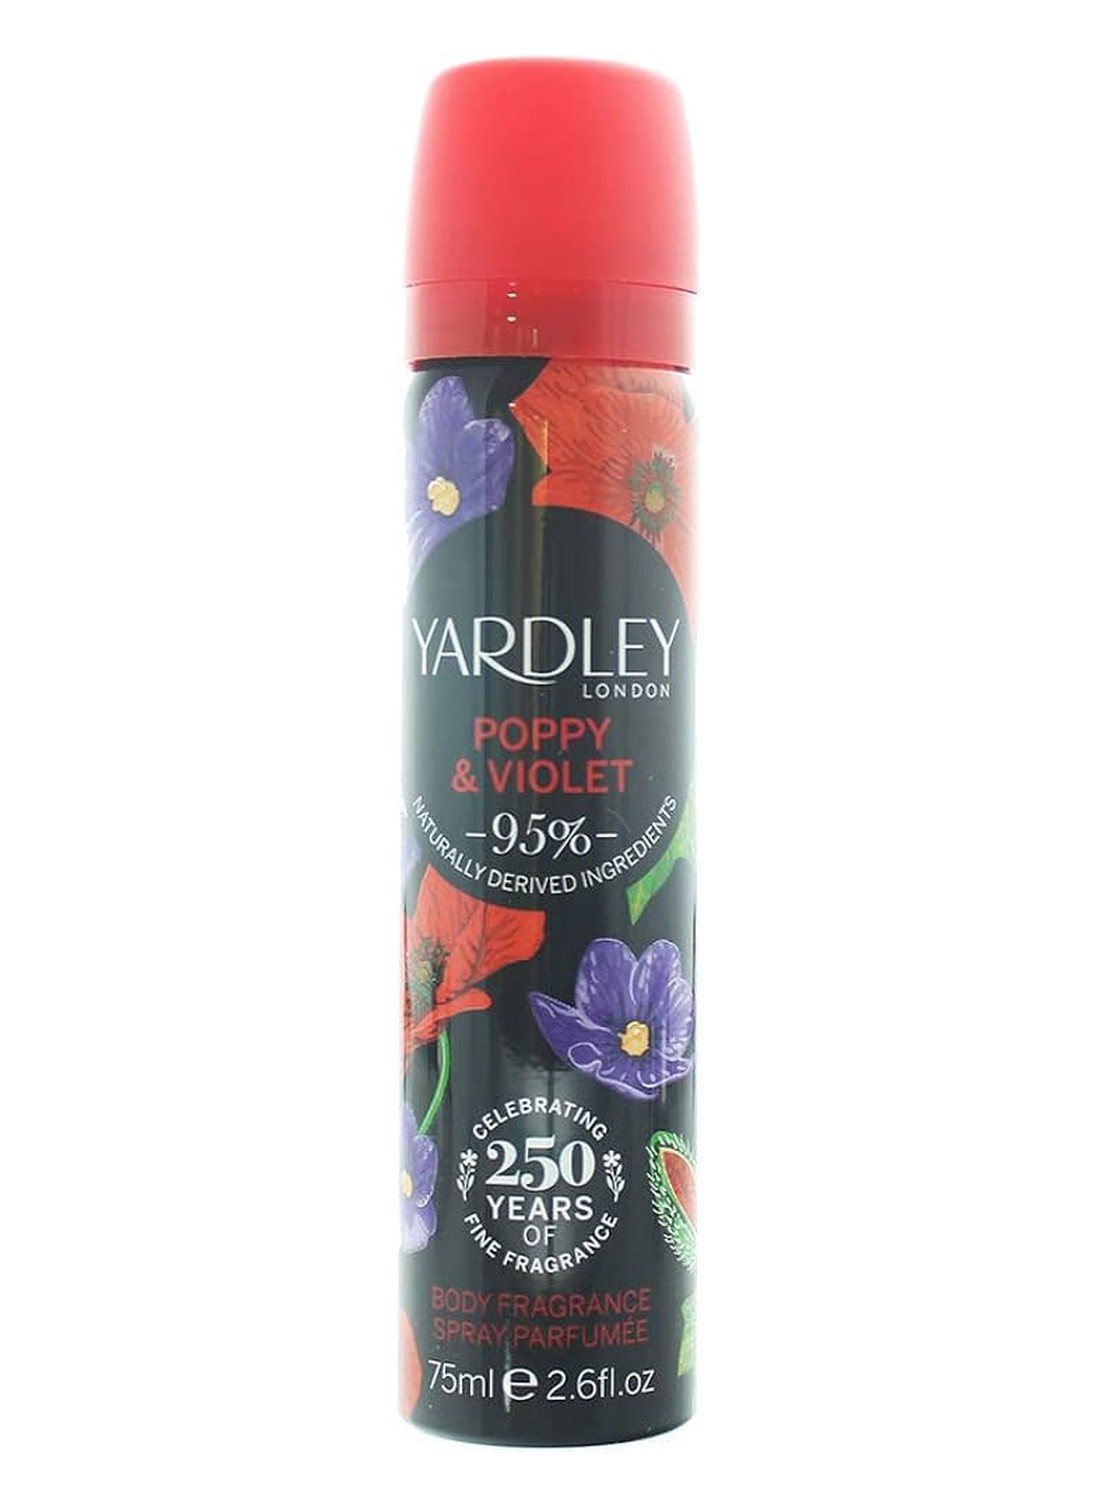 YARDLEY
LONDON
POPPY
& VIOLET
-95%-
NATURALLY DERIVED INGREDIENTS
CELEBRATING
250
YEARS
OF
FINE FRAGRANCE
BODY FRAGRANCE
SPRAY PARFUMÉE
75ml e 2.6fl.oz